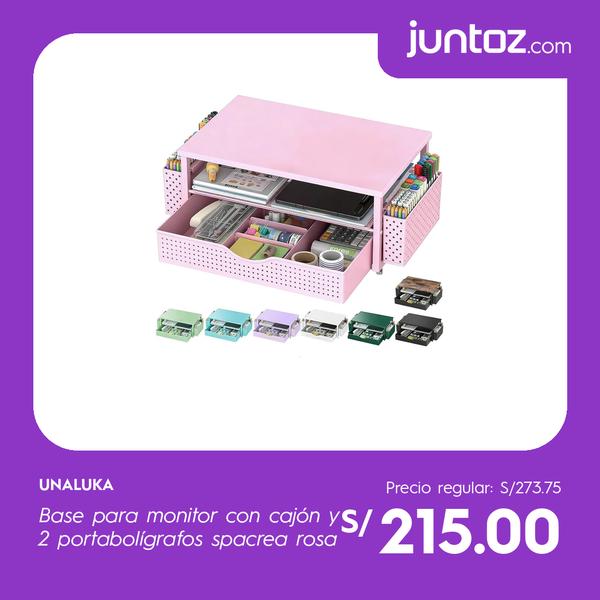 juntoz.com
UNALUKA
Base para monitor con cajón y
2 portabolígrafos spacrea rosa
Precio regular: S/273.75
S/ 215.00